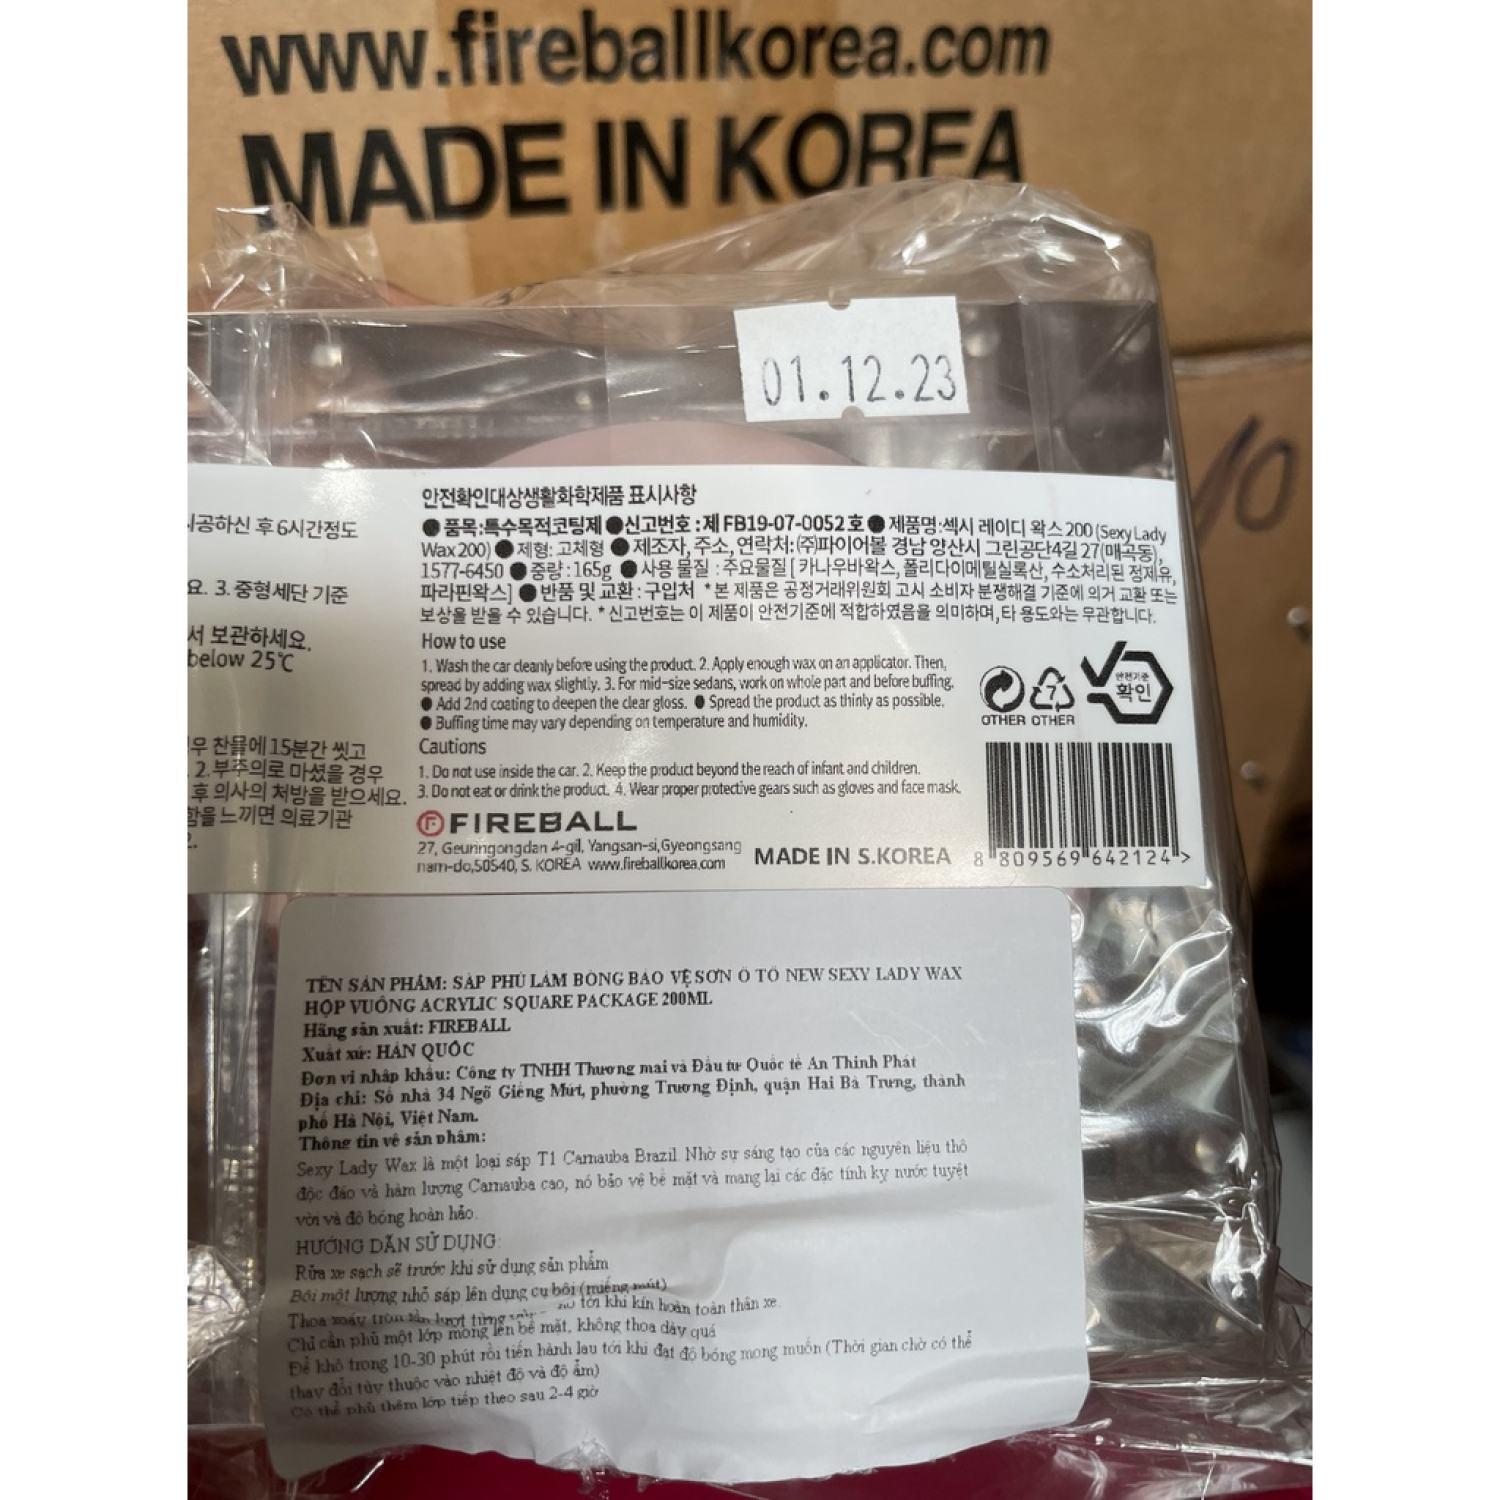 www.fireballkorea.com
MADE IN KOREA
01.12.23
10
시공하신 후 6시간정도
요. 3. 중형세단 기준
서 보관하세요.
below 25℃
우 찬물에 15분간 씻고
2. 부주의로 마셨을 경우
후 의사의 처방을 받으세요.
함을 느끼면 의료기관
안전확인대상생활화학제품 표시사항
● 품목:특수목적코팅제 ●신고번호 : 제 FB19-07-0052 호 ● 제품명:섹시 레이디 왁스 200 (Sexy Lady
Wax 200) ● 제형: 고체형 ● 제조자, 주소, 연락처: (주)파이어볼 경남 양산시 그린공단4길 27(매곡동),
1577-6450 ● 중량 : 165g ● 사용 물질 : 주요물질 [ 카나우바왁스, 폴리다이메틸실록산, 수소처리된 정제유,
파라핀왁스] ● 반품 및 교환 : 구입처 *본 제품은 공정거래위원회 고시 소비자 분쟁해결 기준에 의거 교환 또는
보상을 받을 수 있습니다. * 신고번호는 이 제품이 안전기준에 적합하였음을 의미하며, 타 용도와는 무관합니다.
How to use
1. Wash the car cleanly before using the product. 2. Apply enough wax on an applicator. Then,
spread by adding wax slightly. 3. For mid-size sedans, work on whole part and before buffing.
● Add 2nd coating to deepen the clear gloss. ● Spread the product as thinly as possible.
● Buffing time may vary depending on temperature and humidity.
Cautions
1. Do not use inside the car. 2. Keep the product beyond the reach of infant and children.
3. Do not eat or drink the product. 4. Wear proper protective gears such as gloves and face mask.
7
안전기준
확인
OTHER OTHER
FIREBALL
27, Geuringongdan 4-gil, Yangsan-si,Gyeongsang
nam-do,50540, S. KOREA www.fireballkorea.com
MADE IN S.KOREA
8 809569 642124 >
TÊN SẢN PHẨM: SÁP PHỦ LÀM BÓNG BẢO VỆ SƠN Ô TÔ NEW SEXY LADY WAX
HỘP VUÔNG ACRYLIC SQUARE PACKAGE 200ML
Hãng sản xuất: FIREBALL
Xuất xứ: HÀN QUỐC
Đơn vị nhập khẩu: Công ty TNHH Thương mại và Đầu tư Quốc tế An Thịnh Phát
Địa chỉ: Số nhà 34 Ngõ Giếng Mứt, phường Trương Định, quận Hai Bà Trưng, thành
phố Hà Nội, Việt Nam.
Thông tin về sản phẩm:
Sexy Lady Wax là một loại sáp T1 Carnauba Brazil. Nhờ sự sáng tạo của các nguyên liệu thô
độc đáo và hàm lượng Carnauba cao, nó bảo vệ bề mặt và mang lại các đặc tính kỵ nước tuyệt
vời và độ bóng hoàn hảo.
HƯỚNG DẪN SỬ DỤNG:
Rửa xe sạch sẽ trước khi sử dụng sản phẩm
Bôi một lượng nhỏ sáp lên dụng cụ bôi (miếng mút)
Thoa xoáy tròn lần lượt từng tới khi kín hoàn toàn thân xe.
Chỉ cần phủ một lớp mỏng lên bề mặt, không thoa dày quá
Để khô trong 10-30 phút rồi tiến hành lau tới khi đạt độ bóng mong muốn (Thời gian chờ có thể
thay đổi tùy thuộc vào nhiệt độ và độ ẩm)
Có thể phủ thêm lớp tiếp theo sau 2-4 giờ